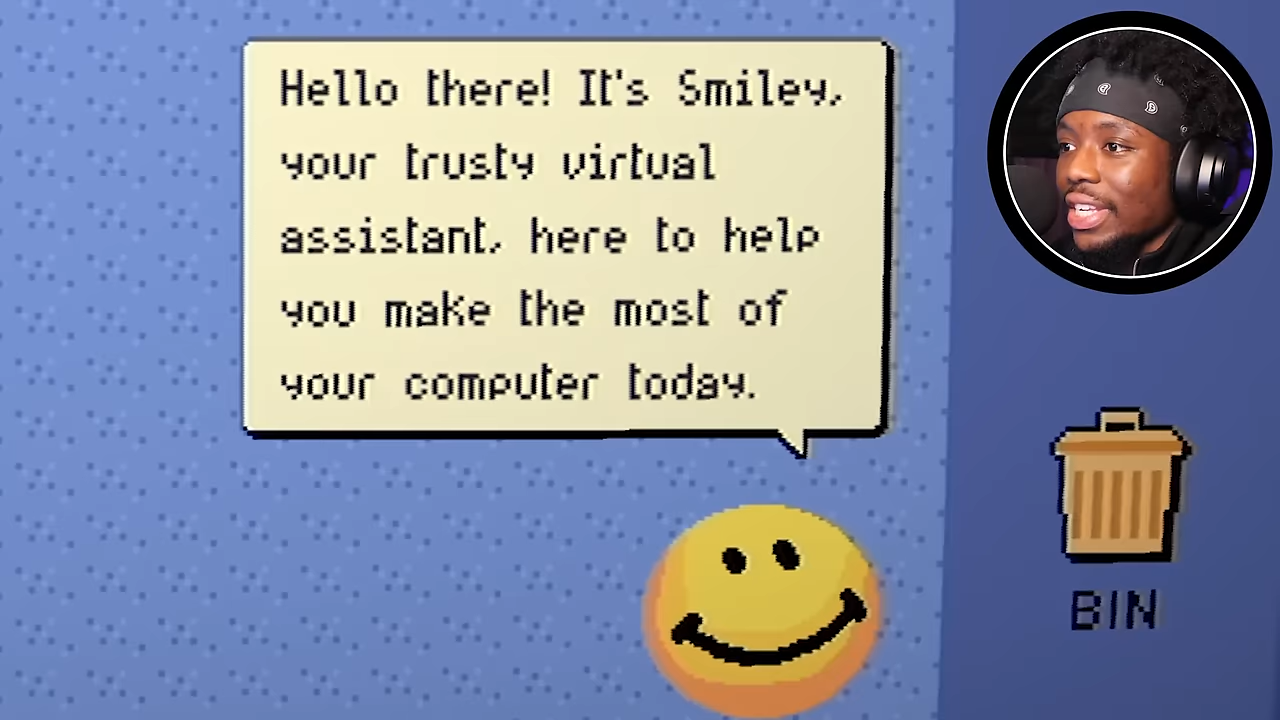 Hello there! It's Smiley,
your trusty virtual
assistant, here to help
you make the most of
your computer today.
BIN